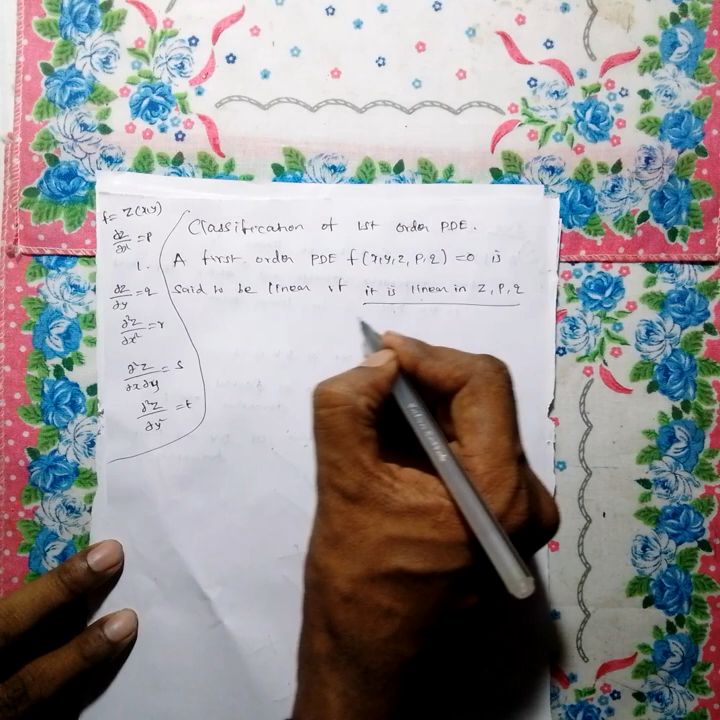 f= Z(x,y)
∂z/∂x =p
1.
∂z/∂y =q
∂²z/∂x² =r
∂²z/∂x∂y =s
∂²z/∂y² =t
Classification of 1st order PDE.
A first order PDE f(x,y,z,p,q) =0 is
said to be linear if it is linear in z,p,q